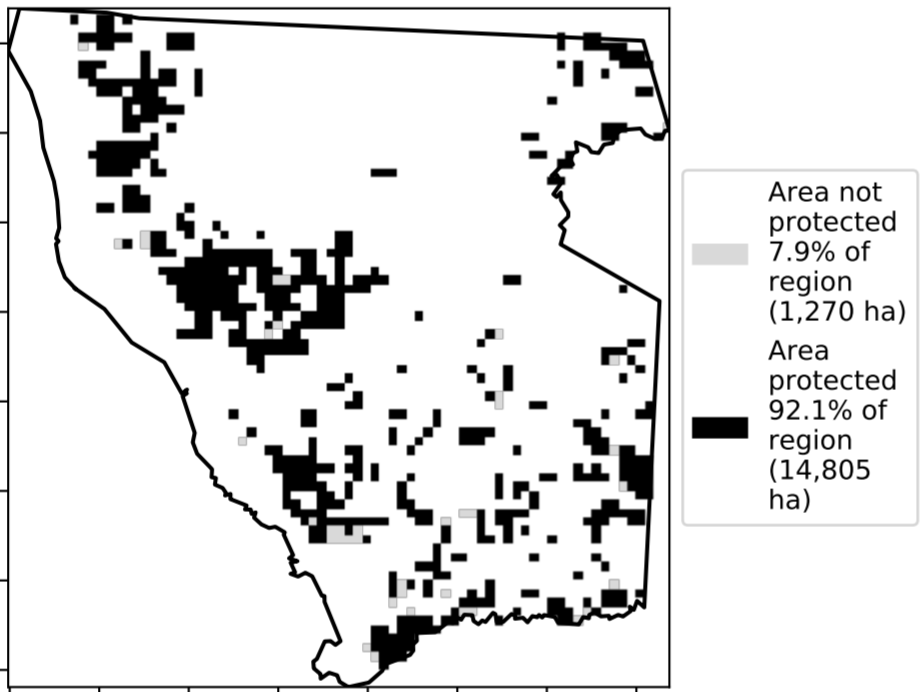 Area not
protected
7.9% of
region
(1,270 ha)
Area
protected
92.1% of
region
(14,805
ha)